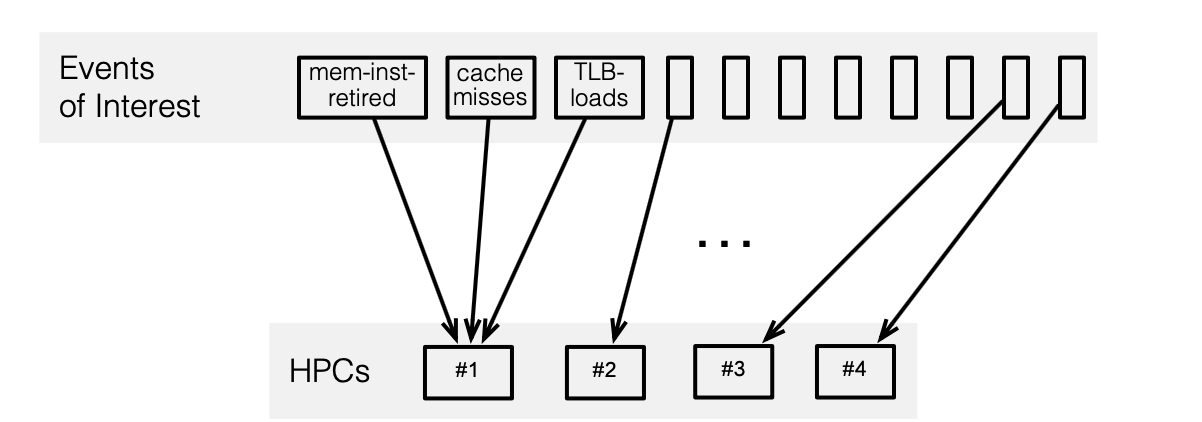 Events
of Interest
mem-inst-
retired
cache
misses
TLB-
loads
...
HPCs
#1
#2
#3
#4